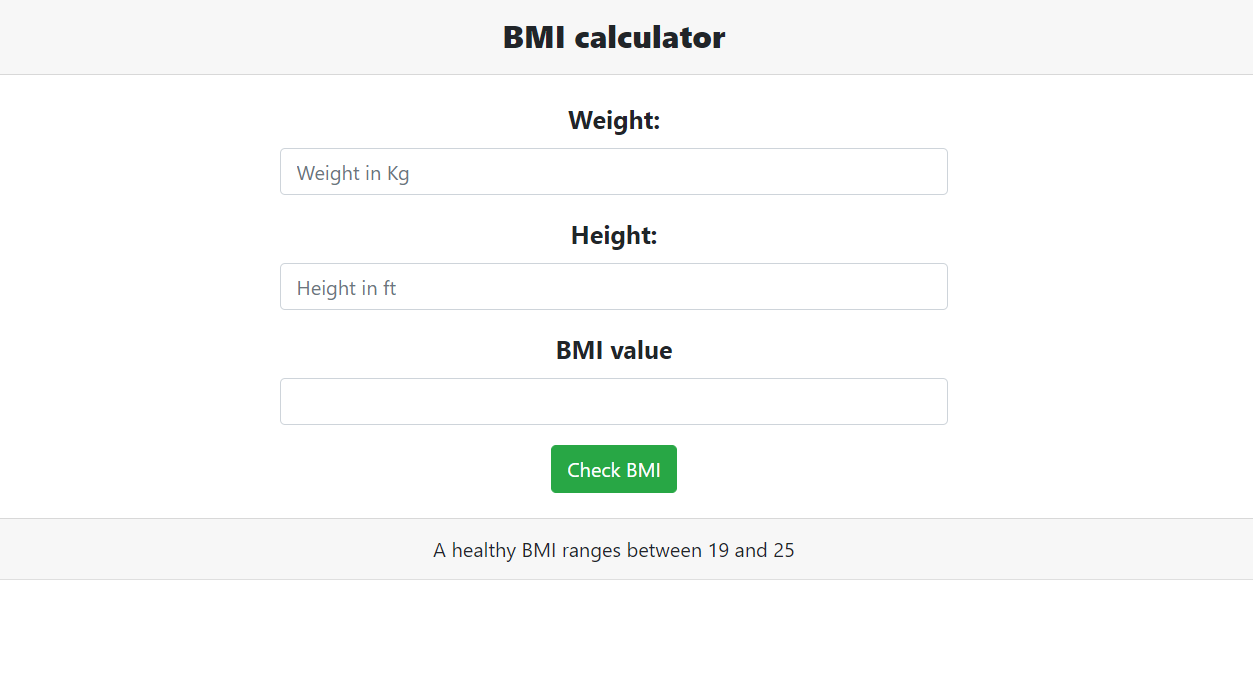 BMI calculator
Weight:
Weight in Kg
Height:
Height in ft
BMI value
Check BMI
A healthy BMI ranges between 19 and 25